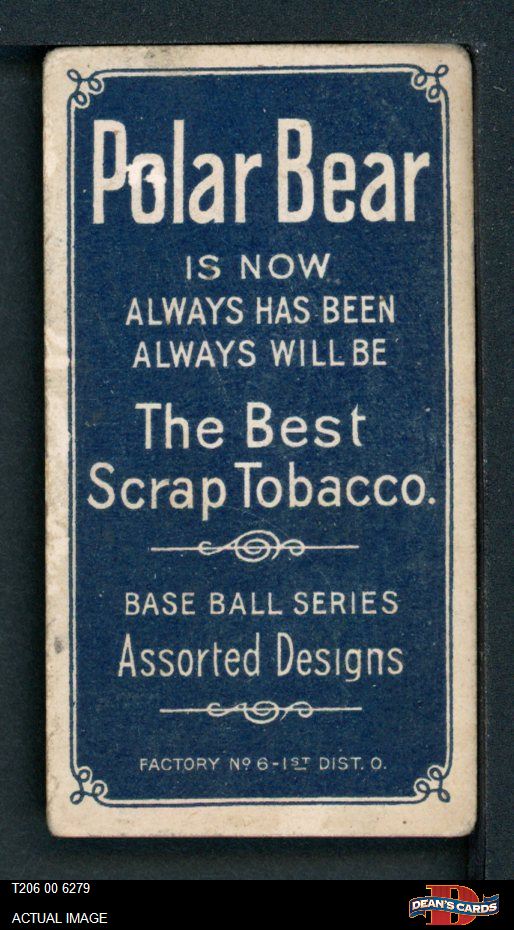 Polar Bear
IS NOW
ALWAYS HAS BEEN
ALWAYS WILL BE
The Best
Scrap Tobacco.
BASE BALL SERIES
Assorted Designs
FACTORY Nº 6-1ST DIST. O.
T206 00 6279
ACTUAL IMAGE
D
DEAN'S CARDS